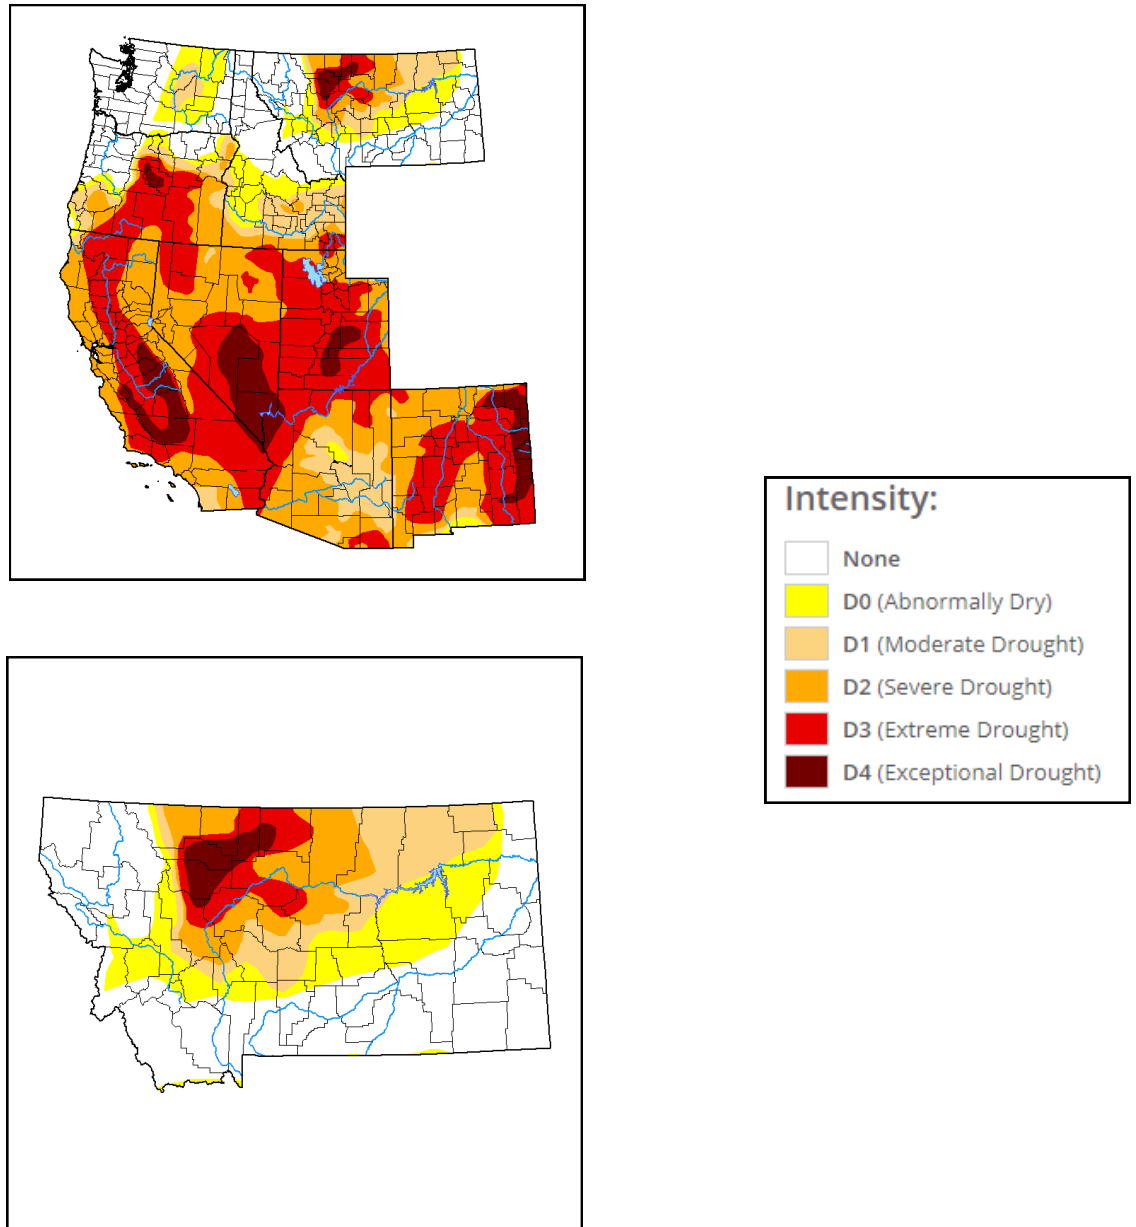 Intensity:
None
D0 (Abnormally Dry)
D1 (Moderate Drought)
D2 (Severe Drought)
D3 (Extreme Drought)
D4 (Exceptional Drought)